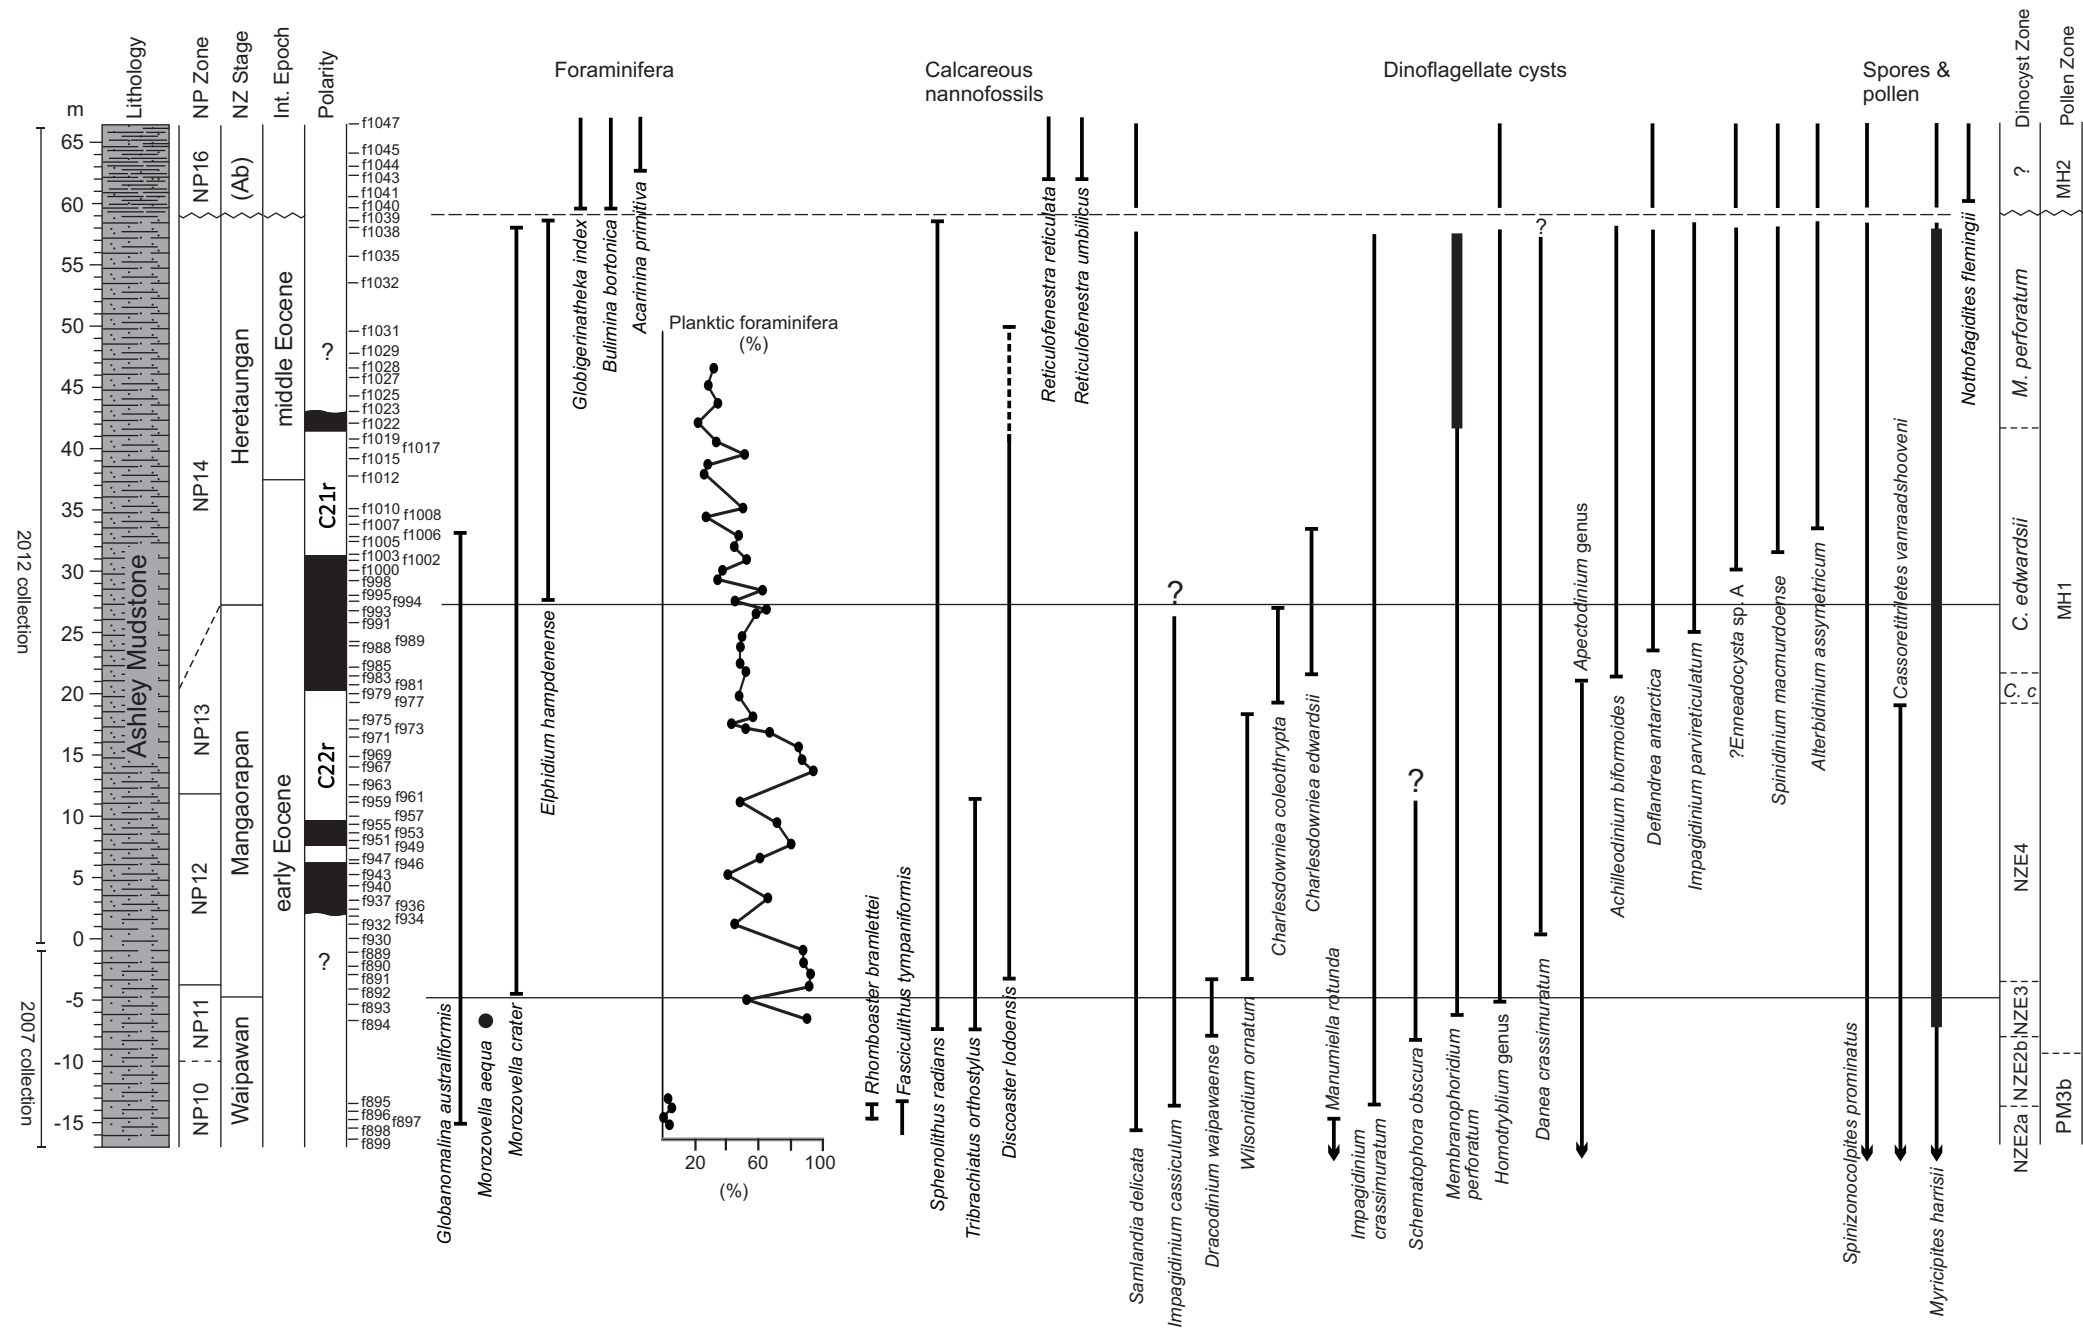 Foraminifera
Calcareous
nannofossils
Dinoflagellate cysts
Spores &
pollen
m
Lithology
NP Zone
NZ Stage
Int. Epoch
Polarity
Dinocyst Zone
Pollen Zone
65
60
55
50
45
40
35
30
25
20
15
10
5
0
-5
-10
-15
2012 collection
2007 collection
Ashley Mudstone
NP16
NP14
NP13
NP12
NP11
NP10
(Ab)
Heretaungan
Mangaorapan
Waipawan
middle Eocene
early Eocene
?
C21r
C22r
?
f1047
f1045
f1044
f1043
f1041
f1040
f1039
f1038
f1035
f1032
f1031
f1029
f1028
f1027
f1025
f1023
f1022
f1019
f1017
f1015
f1012
f1010
f1008
f1007
f1006
f1005
f1003
f1002
f1000
f998
f995
f994
f993
f991
f989
f988
f985
f983
f981
f979
f977
f975
f973
f971
f969
f967
f963
f961
f959
f957
f955
f953
f951
f949
f947
f946
f943
f940
f937
f936
f934
f932
f930
f889
f890
f891
f892
f893
f894
f895
f896
f897
f898
f899
Globanomalina australiformis
Morozovella aequa
Morozovella crater
Elphidium hampdenense
Globigerinatheka index
Bulimina bortonica
Acarinina primitiva
Planktic foraminifera
(%)
20
60
100
(%)
Rhomboaster bramlettei
Fasciculithus tympaniformis
Sphenolithus radians
Tribrachiatus orthostylus
Discoaster lodoensis
Reticulofenestra reticulata
Reticulofenestra umbilicus
Samlandia delicata
?
Impagidinium cassiculum
Dracodinium waipawaense
Wilsonidium ornatum
Charlesdowniea coleothrypta
Charlesdowniea edwardsii
Manumiella rotunda
Impagidinium
crassimuratum
?
Schematophora obscura
Membranophoridium
perforatum
Homotryblium genus
?
Danea crassimuratum
Apectodinium genus
Achilleodinium biformoides
Deflandrea antarctica
Impagidinium parvireticulatum
?Enneadocysta sp. A
Spinidinium macmurdoense
Alterbidinium assymetricum
Spinizonocolpites prominatus
Cassoretitriletes vanraadshooveni
Myricipites harrisii
Nothofagidites flemingii
?
M. perforatum
C. edwardsii
C. c
NZE4
NZE3
NZE2b
NZE2a
MH2
MH1
PM3b